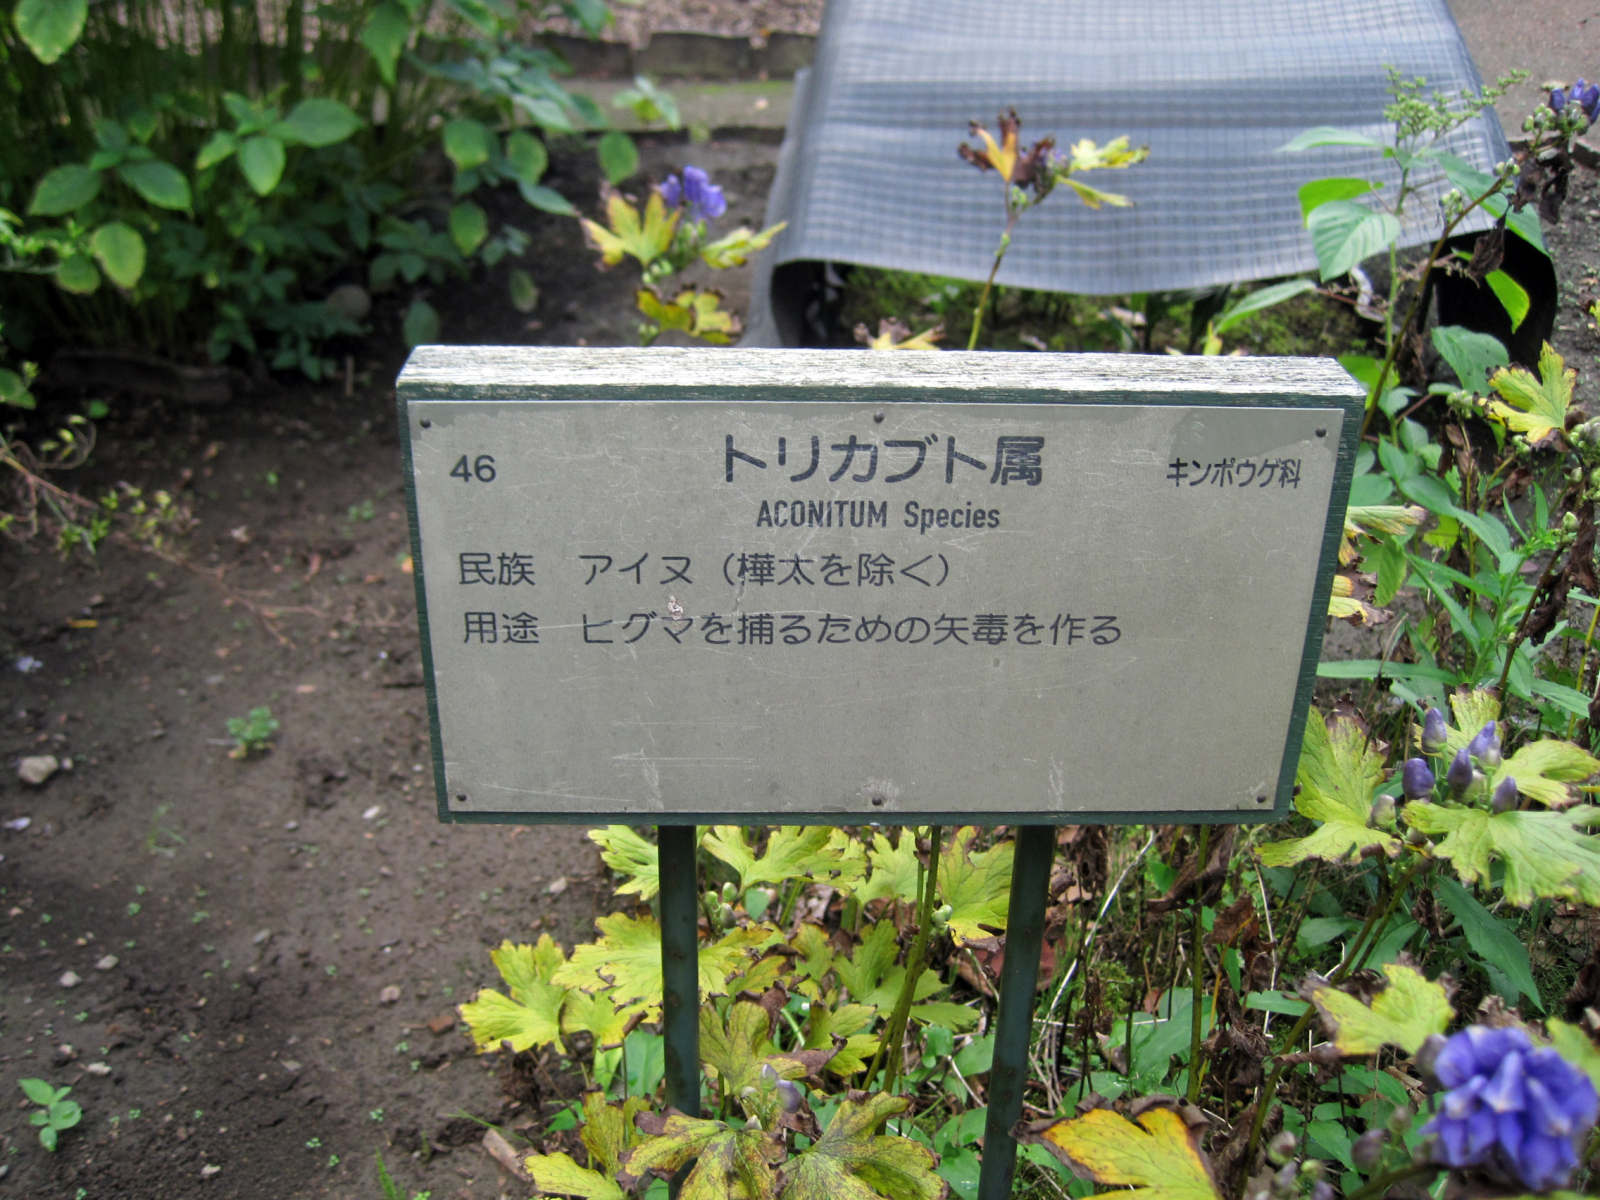 46 トリカブト属 キンポウゲ科
ACONITUM Species
民族　アイヌ（樺太を除く）
用途　ヒグマを捕るための矢毒を作る